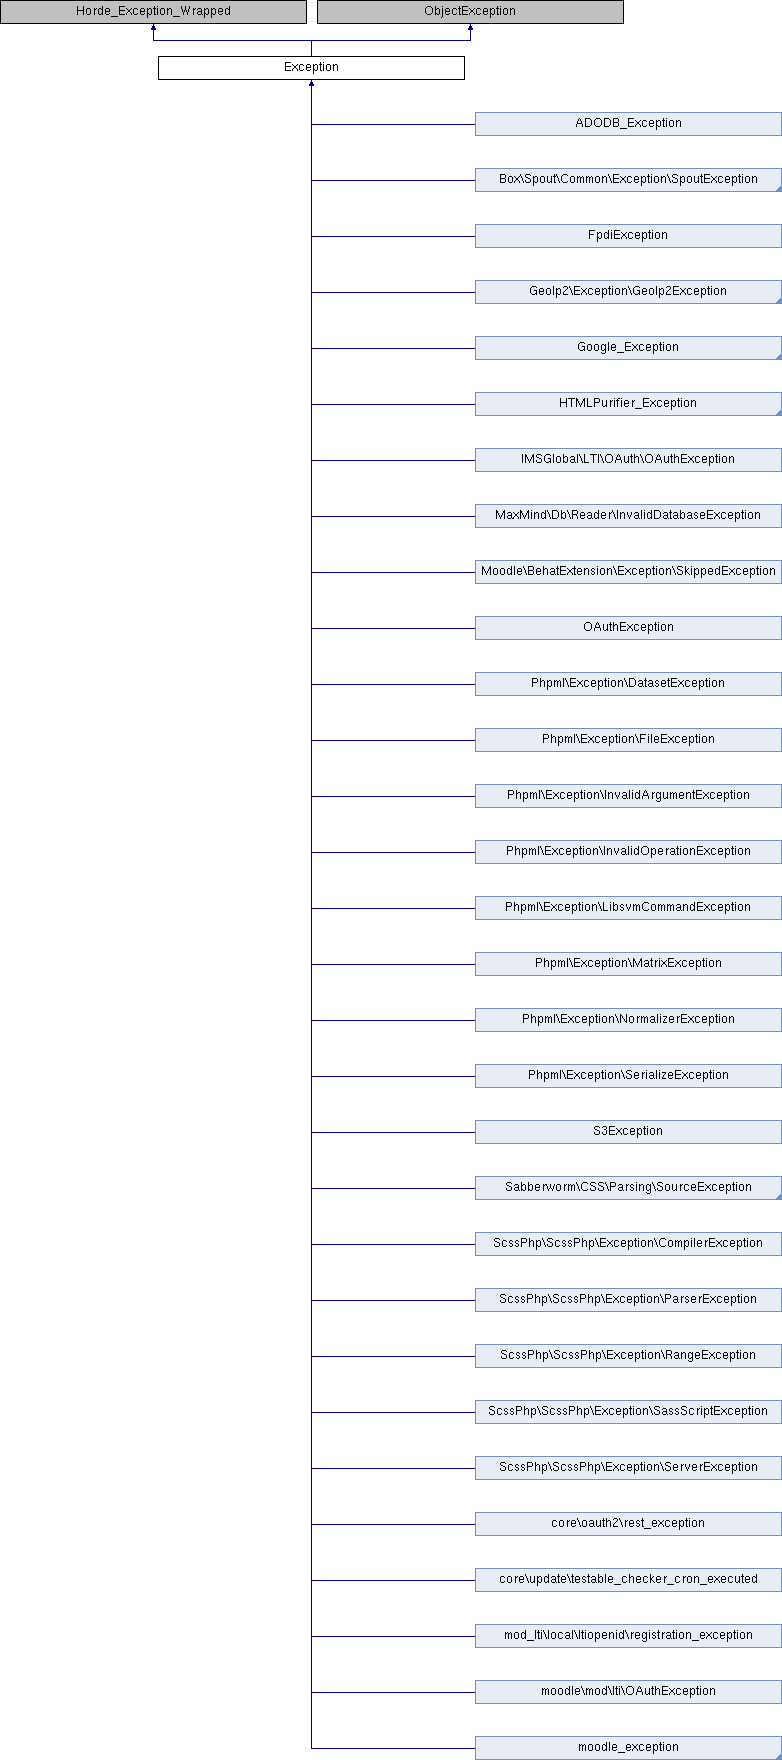 Horde_Exception_Wrapped
ObjectException
Exception
ADODB_Exception
Box\Spout\Common\Exception\SpoutException
FpdiException
GeoIp2\Exception\GeoIp2Exception
Google_Exception
HTMLPurifier_Exception
IMSGlobal\LTI\OAuth\OAuthException
MaxMind\Db\Reader\InvalidDatabaseException
Moodle\BehatExtension\Exception\SkippedException
OAuthException
Phpml\Exception\DatasetException
Phpml\Exception\FileException
Phpml\Exception\InvalidArgumentException
Phpml\Exception\InvalidOperationException
Phpml\Exception\LibsvmCommandException
Phpml\Exception\MatrixException
Phpml\Exception\NormalizerException
Phpml\Exception\SerializeException
S3Exception
Sabberworm\CSS\Parsing\SourceException
ScssPhp\ScssPhp\Exception\CompilerException
ScssPhp\ScssPhp\Exception\ParserException
ScssPhp\ScssPhp\Exception\RangeException
ScssPhp\ScssPhp\Exception\SassScriptException
ScssPhp\ScssPhp\Exception\ServerException
core\oauth2\rest_exception
core\update\testable_checker_cron_executed
mod_lti\local\ltiopenid\registration_exception
moodle\mod\lti\OAuthException
moodle_exception